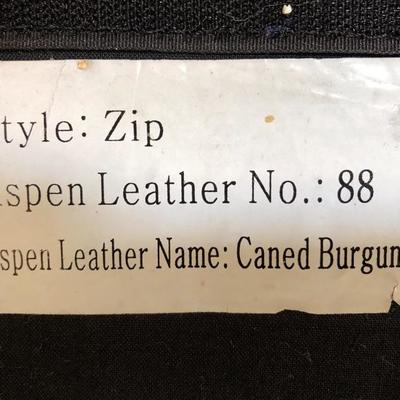 tyle: Zip
spen Leather No.: 88
spen Leather Name: Caned Burgun